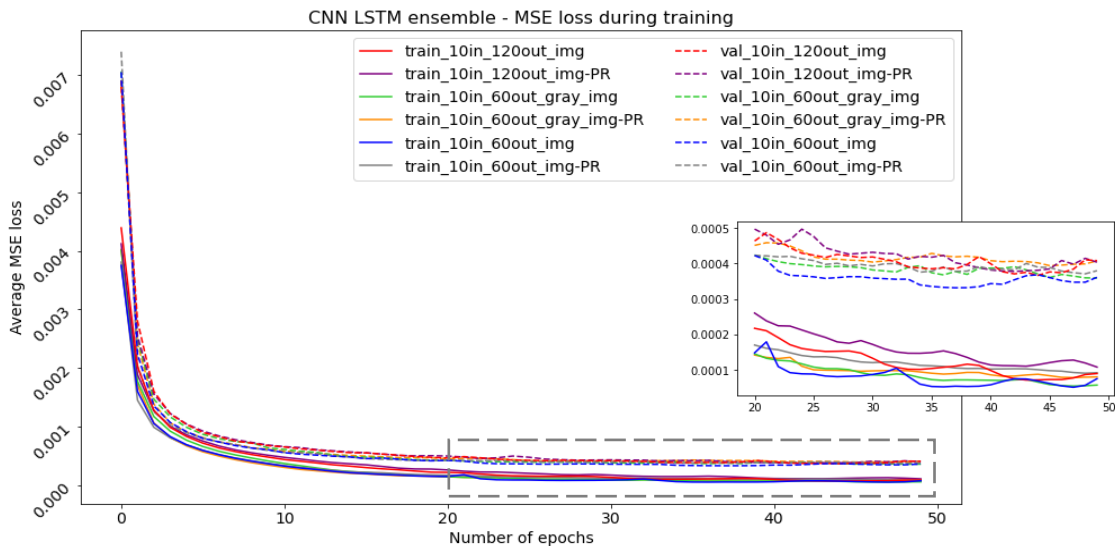 CNN LSTM ensemble - MSE loss during training
train_10in_120out_img
train_10in_120out_img-PR
train_10in_60out_gray_img
train_10in_60out_gray_img-PR
train_10in_60out_img
train_10in_60out_img-PR
val_10in_120out_img
val_10in_120out_img-PR
val_10in_60out_gray_img
val_10in_60out_gray_img-PR
val_10in_60out_img
val_10in_60out_img-PR
Average MSE loss
0.007
0.006
0.005
0.004
0.003
0.002
0.001
0.000
0 10 20 30 40 50
Number of epochs
0.0005
0.0004
0.0003
0.0002
0.0001
20 25 30 35 40 45 50